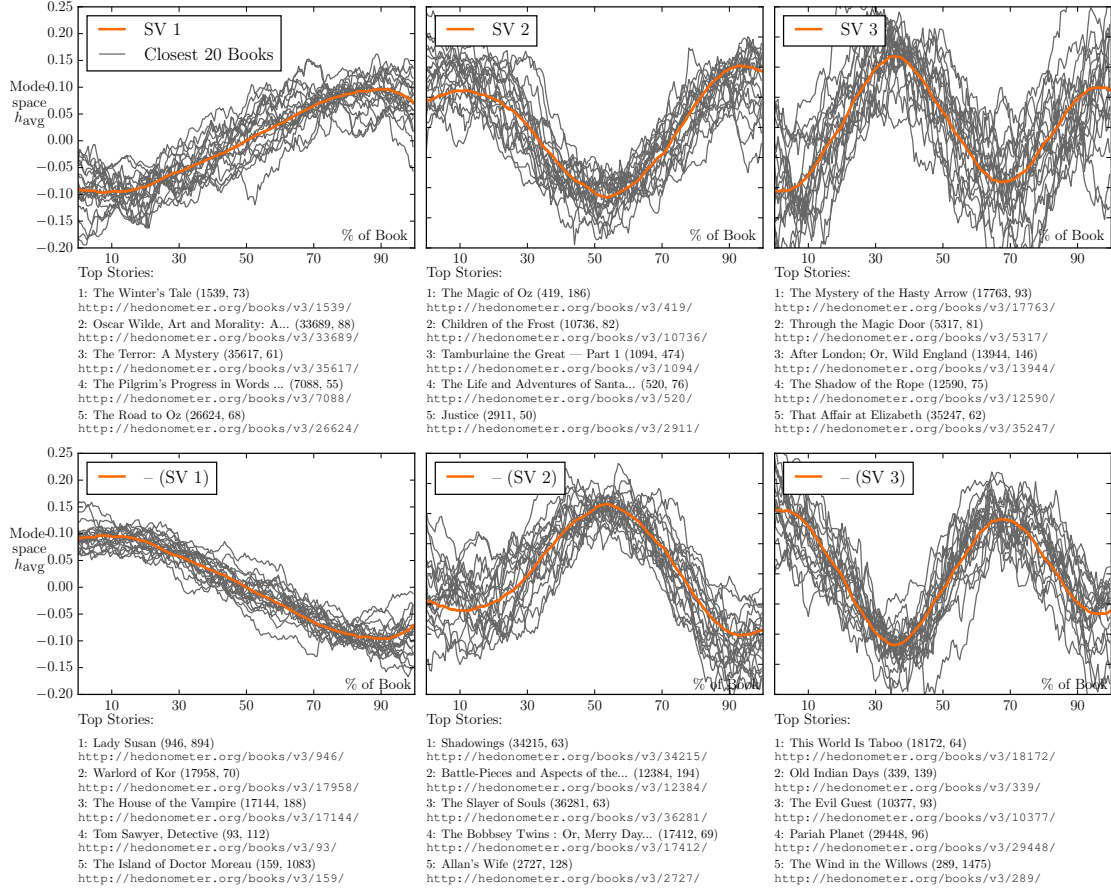 SV 1
Closest 20 Books
SV 2
SV 3
0.25
0.20
0.15
0.10
0.05
0.00
−0.05
−0.10
−0.15
−0.20
Mode
space
havg
% of Book
% of Book
% of Book
10 30 50 70 90
10 30 50 70 90
10 30 50 70 90
Top Stories:
1: The Winter's Tale (1539, 73)
http://hedonometer.org/books/v3/1539/
2: Oscar Wilde, Art and Morality: A... (33689, 88)
http://hedonometer.org/books/v3/33689/
3: The Terror: A Mystery (35617, 61)
http://hedonometer.org/books/v3/35617/
4: The Pilgrim's Progress in Words ... (7088, 55)
http://hedonometer.org/books/v3/7088/
5: The Road to Oz (26624, 68)
http://hedonometer.org/books/v3/26624/
Top Stories:
1: The Magic of Oz (419, 186)
http://hedonometer.org/books/v3/419/
2: Children of the Frost (10736, 82)
http://hedonometer.org/books/v3/10736/
3: Tamburlaine the Great — Part 1 (1094, 474)
http://hedonometer.org/books/v3/1094/
4: The Life and Adventures of Santa... (520, 76)
http://hedonometer.org/books/v3/520/
5: Justice (2911, 50)
http://hedonometer.org/books/v3/2911/
Top Stories:
1: The Mystery of the Hasty Arrow (17763, 93)
http://hedonometer.org/books/v3/17763/
2: Through the Magic Door (5317, 81)
http://hedonometer.org/books/v3/5317/
3: After London; Or, Wild England (13944, 146)
http://hedonometer.org/books/v3/13944/
4: The Shadow of the Rope (12590, 75)
http://hedonometer.org/books/v3/12590/
5: That Affair at Elizabeth (35247, 62)
http://hedonometer.org/books/v3/35247/
– (SV 1)
– (SV 2)
– (SV 3)
0.25
0.20
0.15
0.10
0.05
0.00
−0.05
−0.10
−0.15
−0.20
Mode
space
havg
% of Book
% of Book
% of Book
10 30 50 70 90
10 30 50 70 90
10 30 50 70 90
Top Stories:
1: Lady Susan (946, 894)
http://hedonometer.org/books/v3/946/
2: Warlord of Kor (17958, 70)
http://hedonometer.org/books/v3/17958/
3: The House of the Vampire (17144, 188)
http://hedonometer.org/books/v3/17144/
4: Tom Sawyer, Detective (93, 112)
http://hedonometer.org/books/v3/93/
5: The Island of Doctor Moreau (159, 1083)
http://hedonometer.org/books/v3/159/
Top Stories:
1: Shadowings (34215, 63)
http://hedonometer.org/books/v3/34215/
2: Battle-Pieces and Aspects of the... (12384, 194)
http://hedonometer.org/books/v3/12384/
3: The Slayer of Souls (36281, 63)
http://hedonometer.org/books/v3/36281/
4: The Bobbsey Twins : Or, Merry Day... (17412, 69)
http://hedonometer.org/books/v3/17412/
5: Allan's Wife (2727, 128)
http://hedonometer.org/books/v3/2727/
Top Stories:
1: This World Is Taboo (18172, 64)
http://hedonometer.org/books/v3/18172/
2: Old Indian Days (339, 139)
http://hedonometer.org/books/v3/339/
3: The Evil Guest (10377, 93)
http://hedonometer.org/books/v3/10377/
4: Pariah Planet (29448, 96)
http://hedonometer.org/books/v3/29448/
5: The Wind in the Willows (289, 1475)
http://hedonometer.org/books/v3/289/